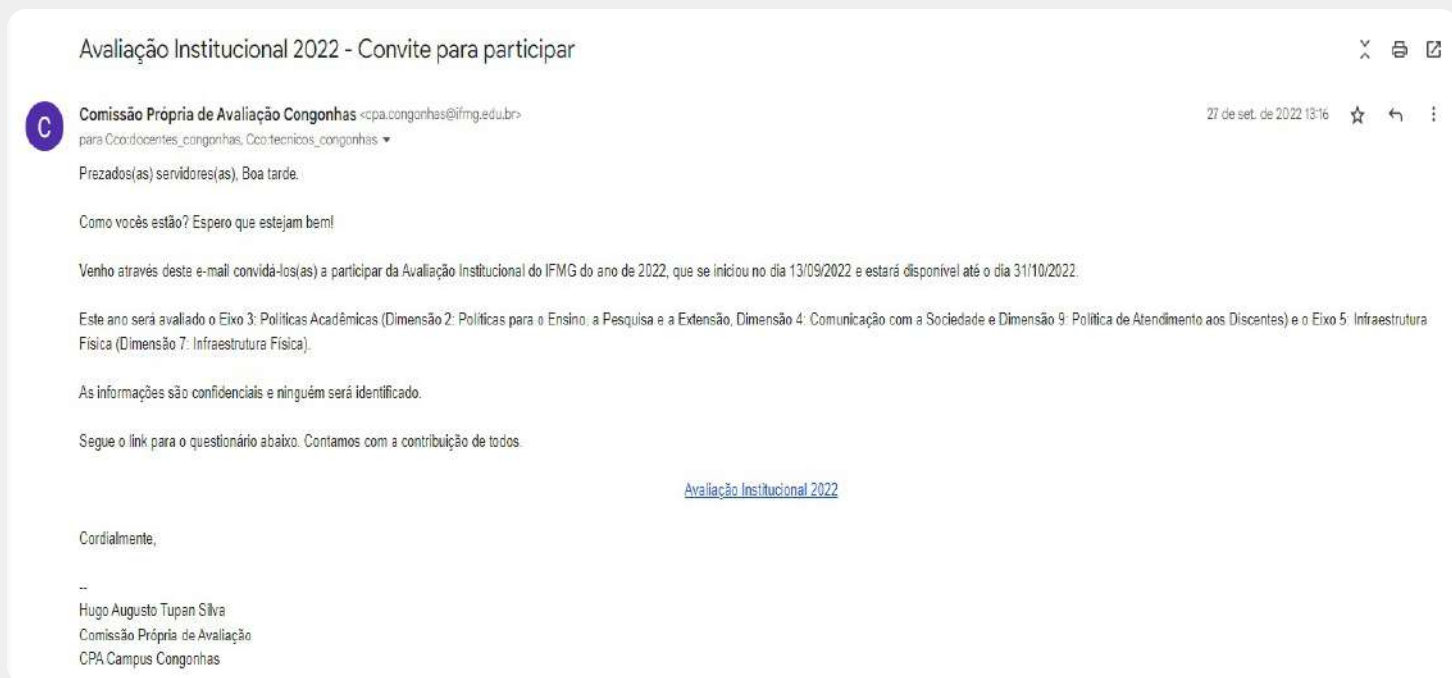 Avaliação Institucional 2022 - Convite para participar
C
Comissão Própria de Avaliação Congonhas <cpa.congonhas@ifmg.edu.br>
27 de set. de 2022 13:16
para Cco:docentes_congonhas, Cco:tecnicos_congonhas
Prezados(as) servidores(as), Boa tarde.
Como vocês estão? Espero que estejam bem!
Venho através deste e-mail convidá-los(as) a participar da Avaliação Institucional do IFMG do ano de 2022, que se iniciou no dia 13/09/2022 e estará disponível até o dia 31/10/2022.
Este ano será avaliado o Eixo 3: Políticas Acadêmicas (Dimensão 2: Políticas para o Ensino, a Pesquisa e a Extensão, Dimensão 4: Comunicação com a Sociedade e Dimensão 9: Política de Atendimento aos Discentes) e o Eixo 5: Infraestrutura
Física (Dimensão 7: Infraestrutura Física).
As informações são confidenciais e ninguém será identificado.
Segue o link para o questionário abaixo. Contamos com a contribuição de todos.
Avaliação Institucional 2022
Cordialmente,
--
Hugo Augusto Tupan Silva
Comissão Própria de Avaliação
CPA Campus Congonhas